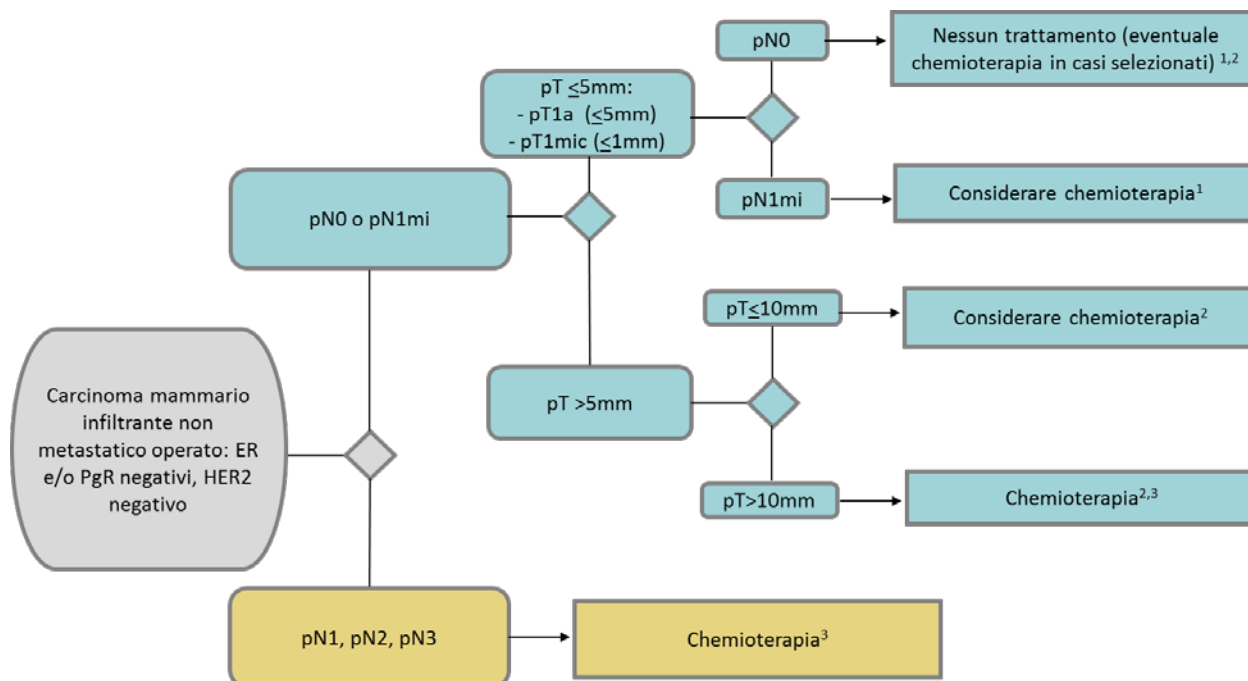 pN0
Nessun trattamento (eventuale
chemioterapia in casi selezionati) 1,2
pT ≤5mm:
- pT1a (≤5mm)
- pT1mic (≤1mm)
pN1mi
Considerare chemioterapia1
pN0 o pN1mi
pT≤10mm
Considerare chemioterapia2
Carcinoma mammario
infiltrante non
metastatico operato: ER
e/o PgR negativi, HER2
negativo
pT >5mm
pT>10mm
Chemioterapia2,3
pN1, pN2, pN3
Chemioterapia3